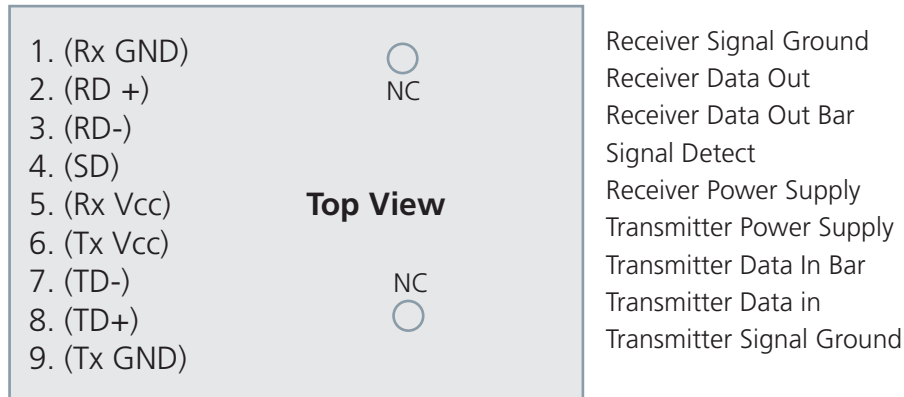 1. (Rx GND)
2. (RD +)
3. (RD-)
4. (SD)
5. (Rx Vcc)
6. (Tx Vcc)
7. (TD-)
8. (TD+)
9. (Tx GND)
NC
Top View
NC
Receiver Signal Ground
Receiver Data Out
Receiver Data Out Bar
Signal Detect
Receiver Power Supply
Transmitter Power Supply
Transmitter Data In Bar
Transmitter Data in
Transmitter Signal Ground